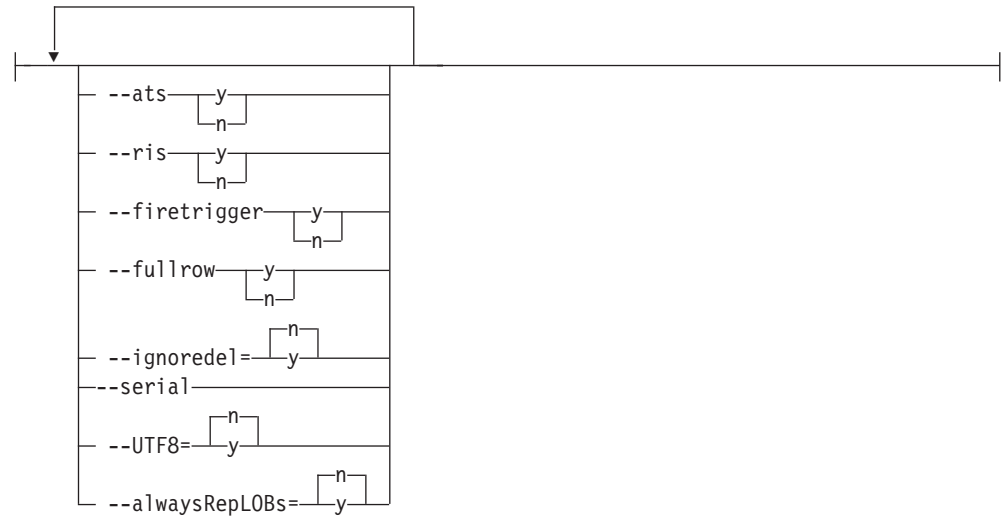 --ats y
n
--ris y
n
--firetrigger y
n
--fullrow y
n
n
--ignoredel= y
--serial
n
--UTF8= y
n
--alwaysRepLOBs= y